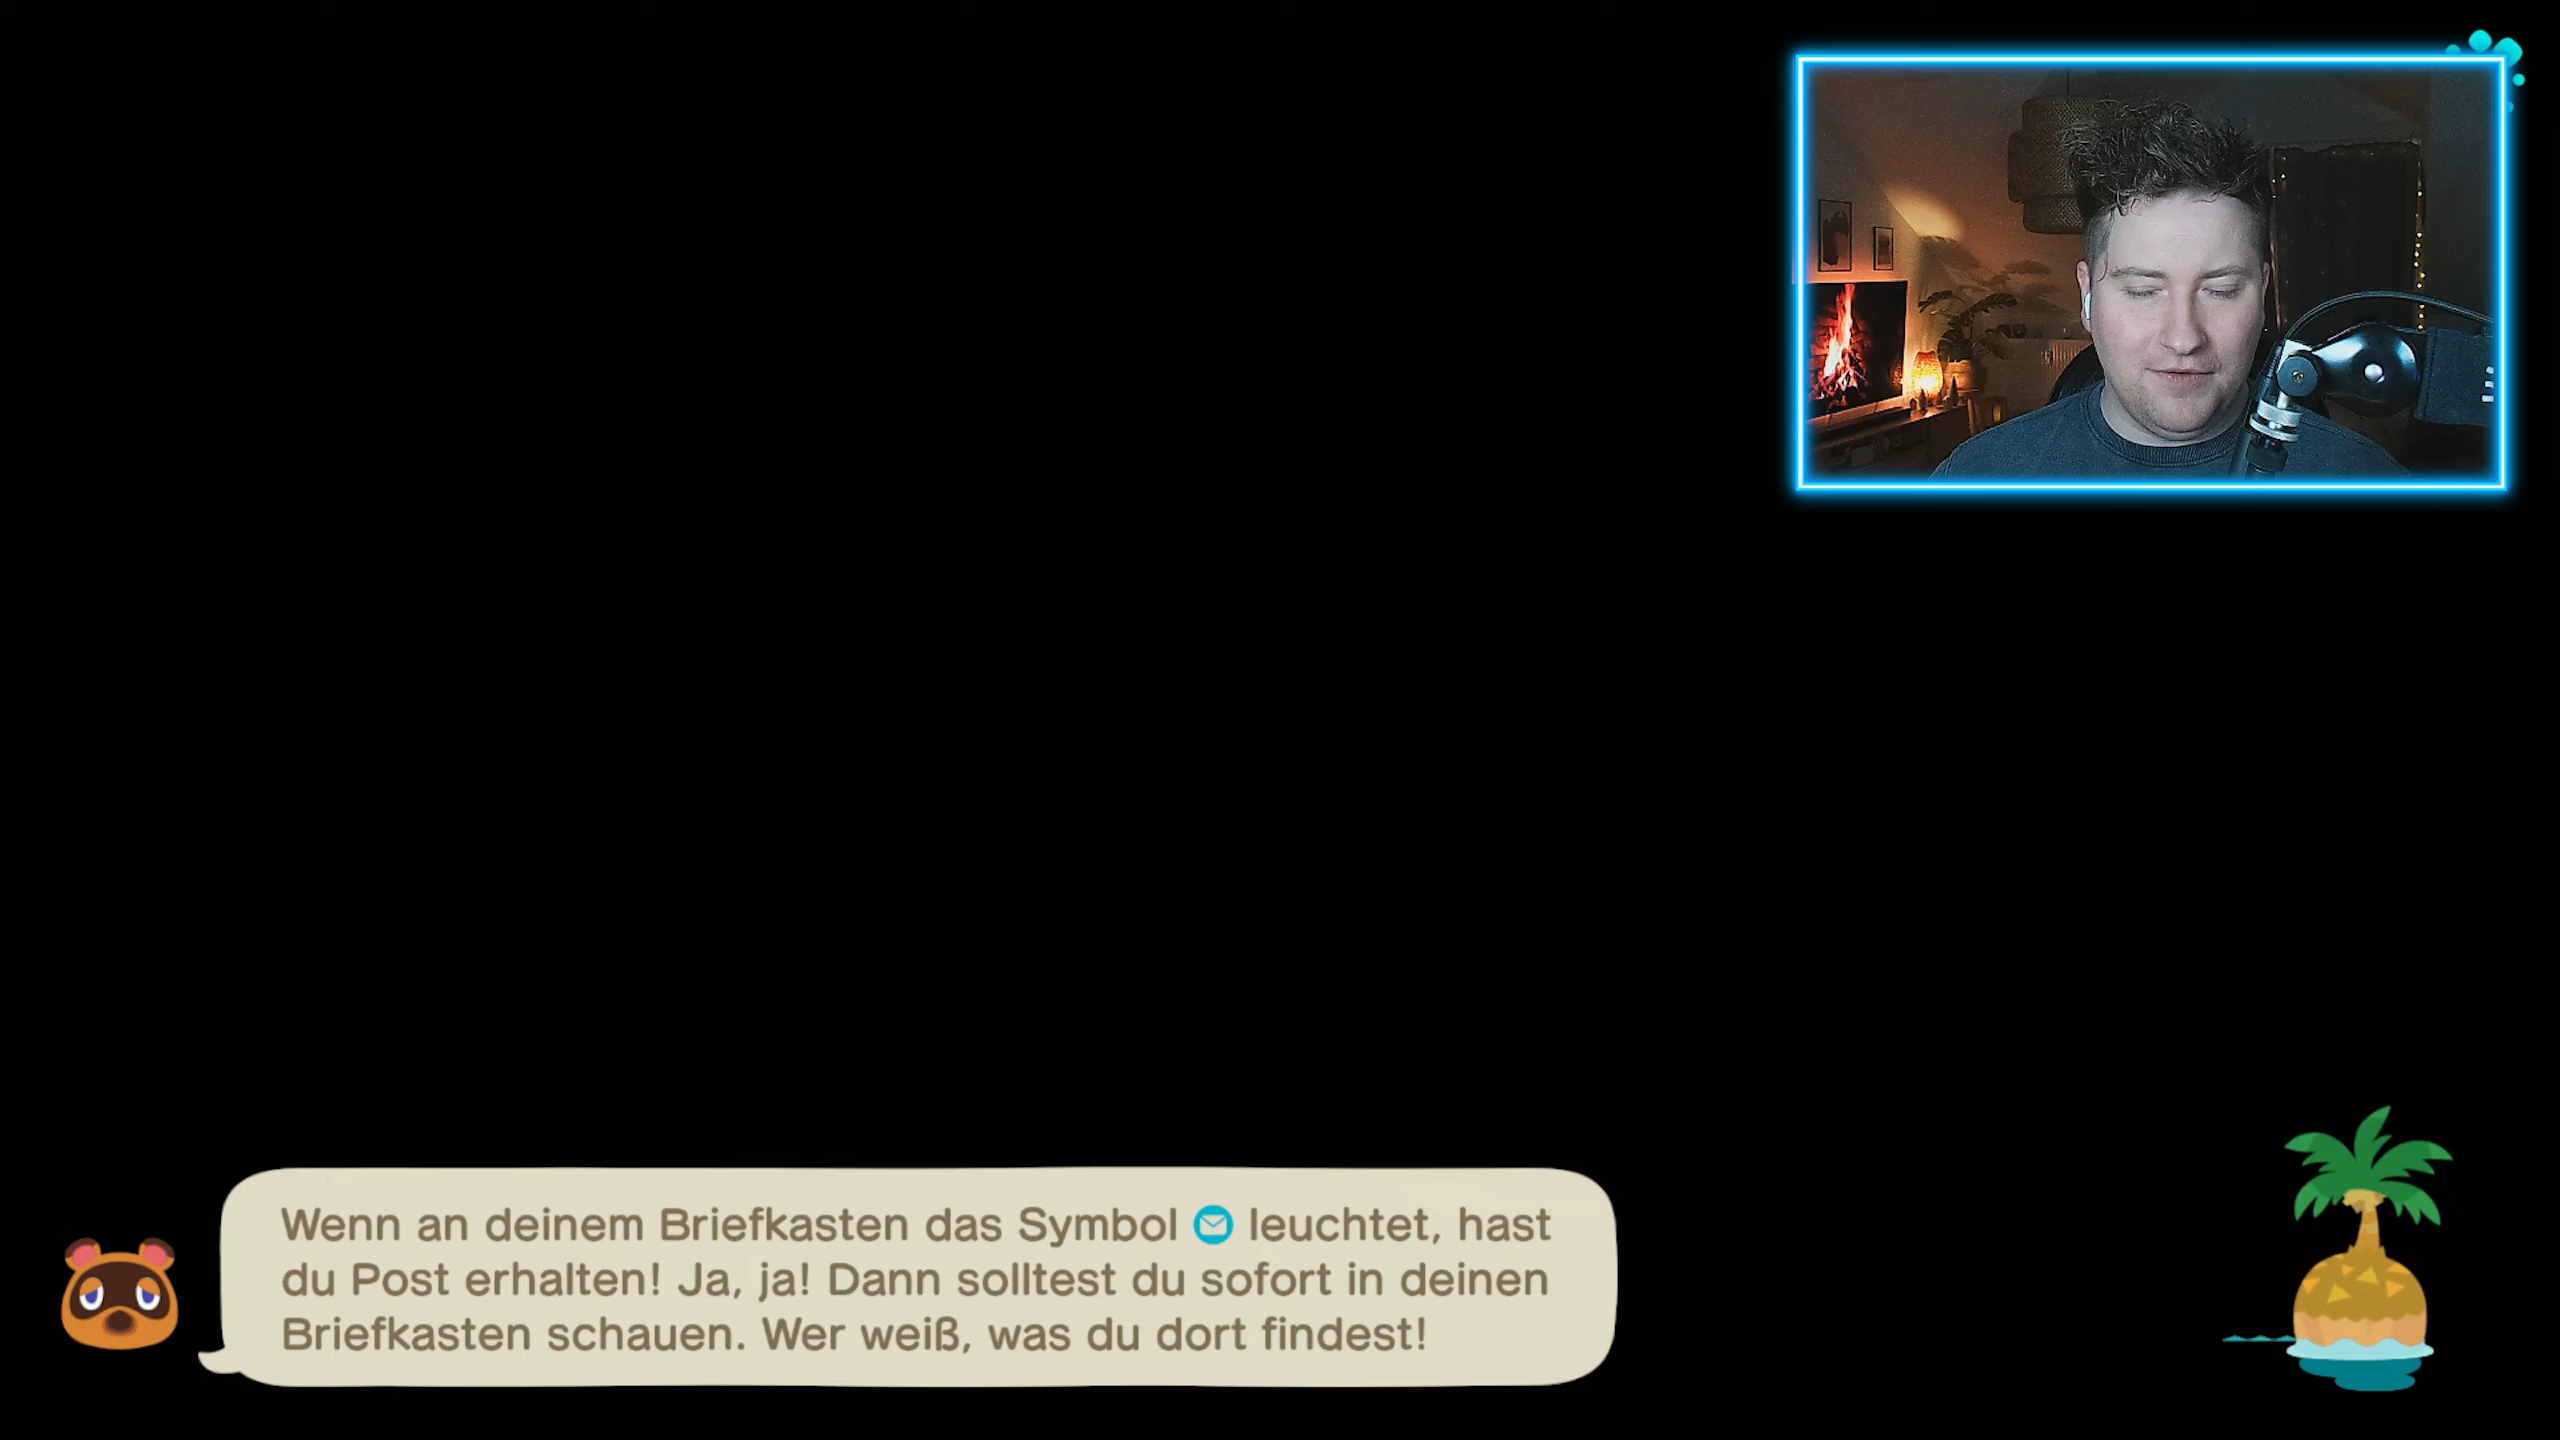 Wenn an deinem Briefkasten das Symbol leuchtet, hast
du Post erhalten! Ja, ja! Dann solltest du sofort in deinen
Briefkasten schauen. Wer weiß, was du dort findest!